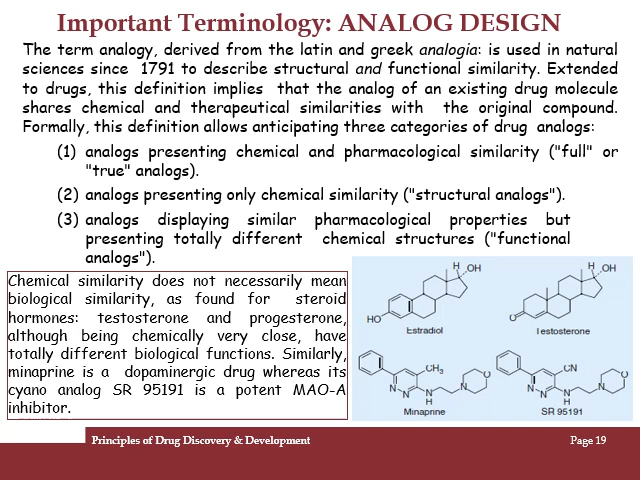 Important Terminology: ANALOG DESIGN
The term analogy, derived from the latin and greek analogia: is used in natural
sciences since 1791 to describe structural and functional similarity. Extended
to drugs, this definition implies that the analog of an existing drug molecule
shares chemical and therapeutical similarities with the original compound.
Formally, this definition allows anticipating three categories of drug analogs:
(1) analogs presenting chemical and pharmacological similarity ("full" or
"true" analogs).
(2) analogs presenting only chemical similarity ("structural analogs").
(3) analogs displaying similar pharmacological properties but
presenting totally different chemical structures ("functional
analogs").
Chemical similarity does not necessarily mean
biological similarity, as found for steroid
hormones: testosterone and progesterone,
although being chemically very close, have
totally different biological functions. Similarly,
minaprine is a dopaminergic drug whereas its
cyano analog SR 95191 is a potent MAO-A
inhibitor.
H OH
HO
Estradiol
H OH
O
Testosterone
CH3
O
N
N
N
N
H
Minaprine
CN
O
N
N
N
N
H
SR 95191
Principles of Drug Discovery & Development
Page 19